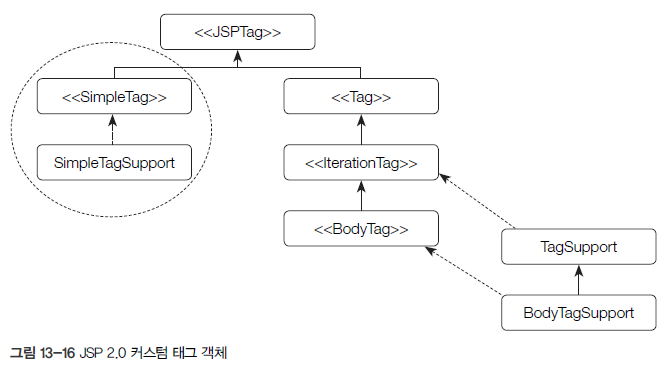 <<JSPTag>>
<<SimpleTag>>
<<Tag>>
SimpleTagSupport
<<IterationTag>>
<<BodyTag>>
TagSupport
BodyTagSupport
그림 13-16 JSP 2.0 커스텀 태그 객체